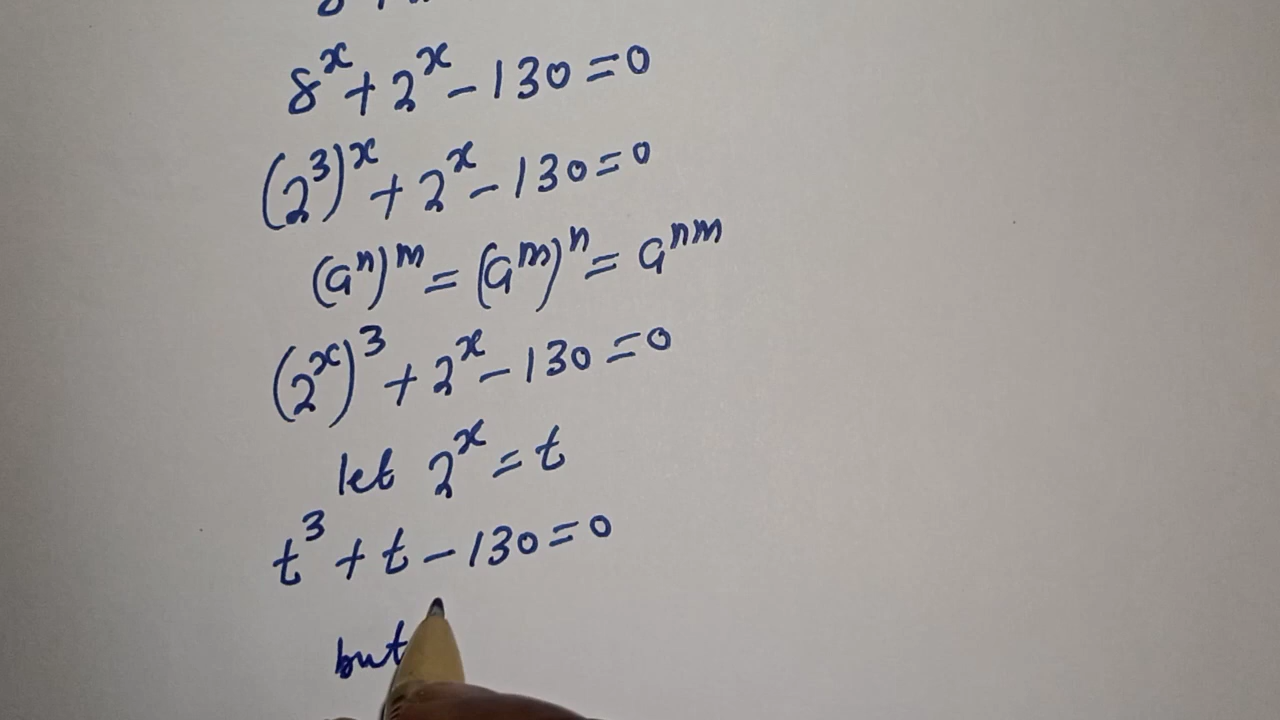 8^x + 2^x - 130 = 0
(2^3)^x + 2^x - 130 = 0
(a^n)^m = (a^m)^n = a^{nm}
(2^x)^3 + 2^x - 130 = 0
let 2^x = t
t^3 + t - 130 = 0
but